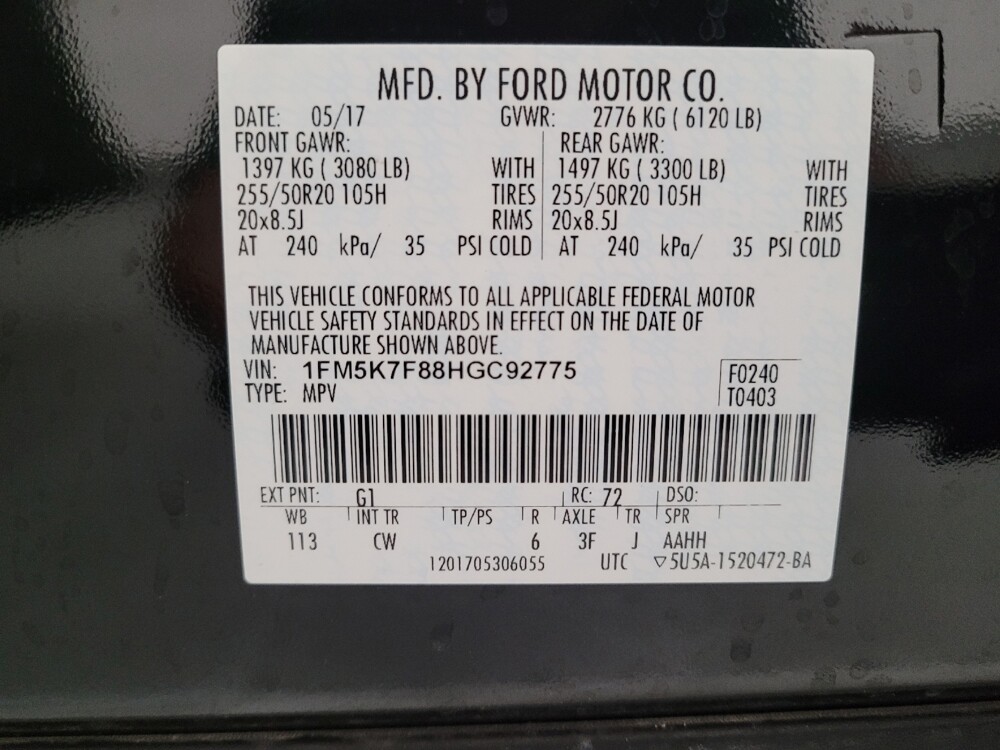 MFD. BY FORD MOTOR CO.
DATE: 05/17 GVWR: 2776 KG ( 6120 LB)
FRONT GAWR: REAR GAWR:
1397 KG ( 3080 LB) WITH 1497 KG ( 3300 LB) WITH
255/50R20 105H TIRES 255/50R20 105H TIRES
20x8.5J RIMS 20x8.5J RIMS
AT 240 kPa/ 35 PSI COLD AT 240 kPa/ 35 PSI COLD
THIS VEHICLE CONFORMS TO ALL APPLICABLE FEDERAL MOTOR
VEHICLE SAFETY STANDARDS IN EFFECT ON THE DATE OF
MANUFACTURE SHOWN ABOVE.
VIN: 1FM5K7F88HGC92775 F0240
TYPE: MPV T0403
EXT PNT: G1 RC: 72 DSO:
WB INT TR TP/PS R AXLE TR SPR
113 CW 6 3F J AAHH
1201705306055 UTC ▽5U5A-1520472-BA